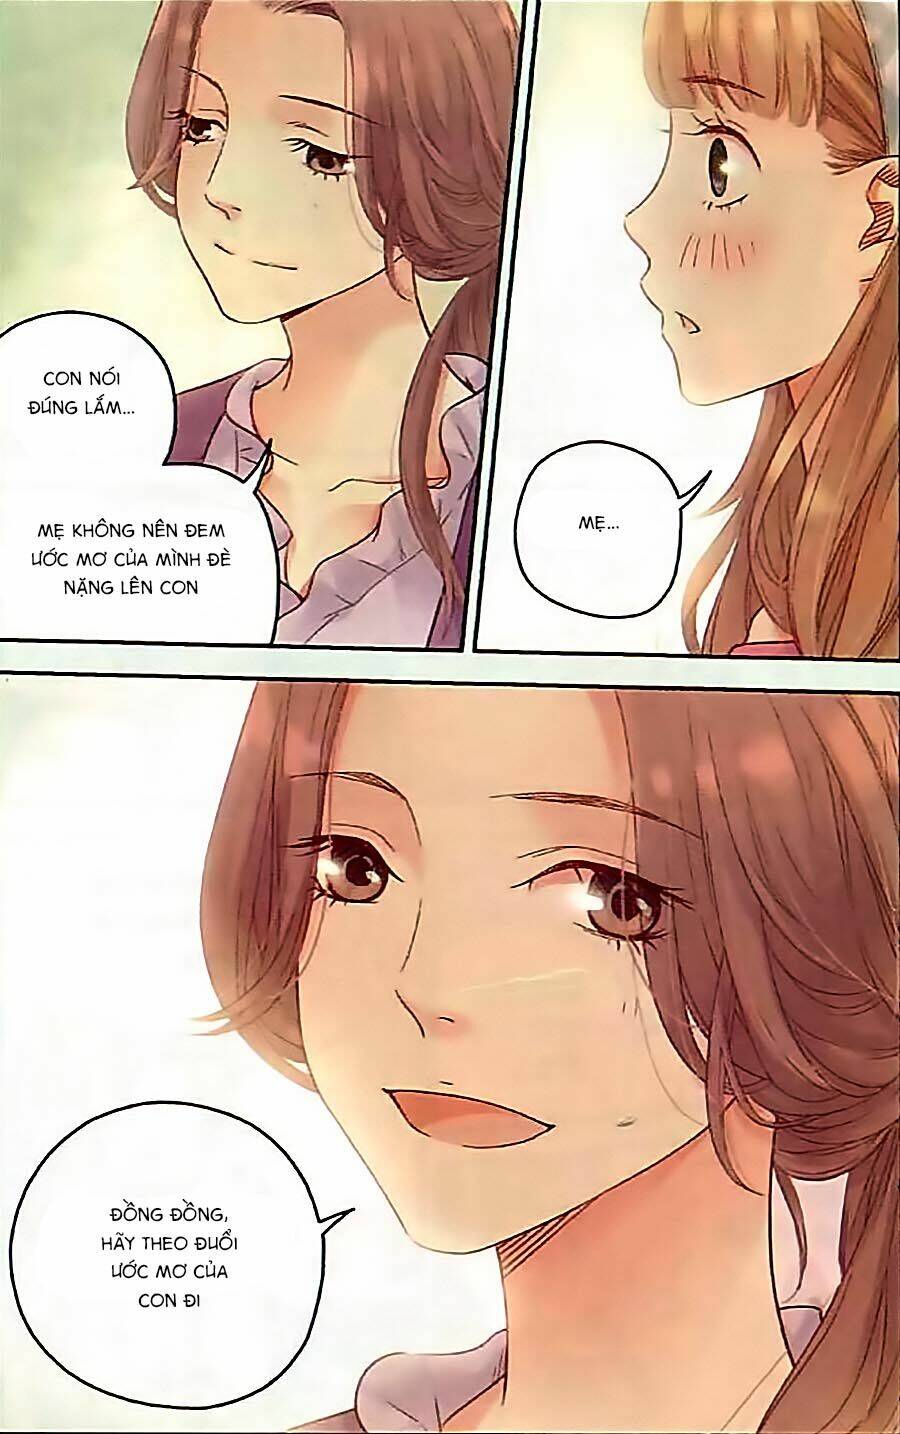 CON NÓI
ĐÚNG LẮM...
MẸ KHÔNG NÊN ĐEM
ƯỚC MƠ CỦA MÌNH ĐÈ
NẶNG LÊN CON
MẸ...
ĐỒNG ĐỒNG,
HÃY THEO ĐUỔI
ƯỚC MƠ CỦA
CON ĐI